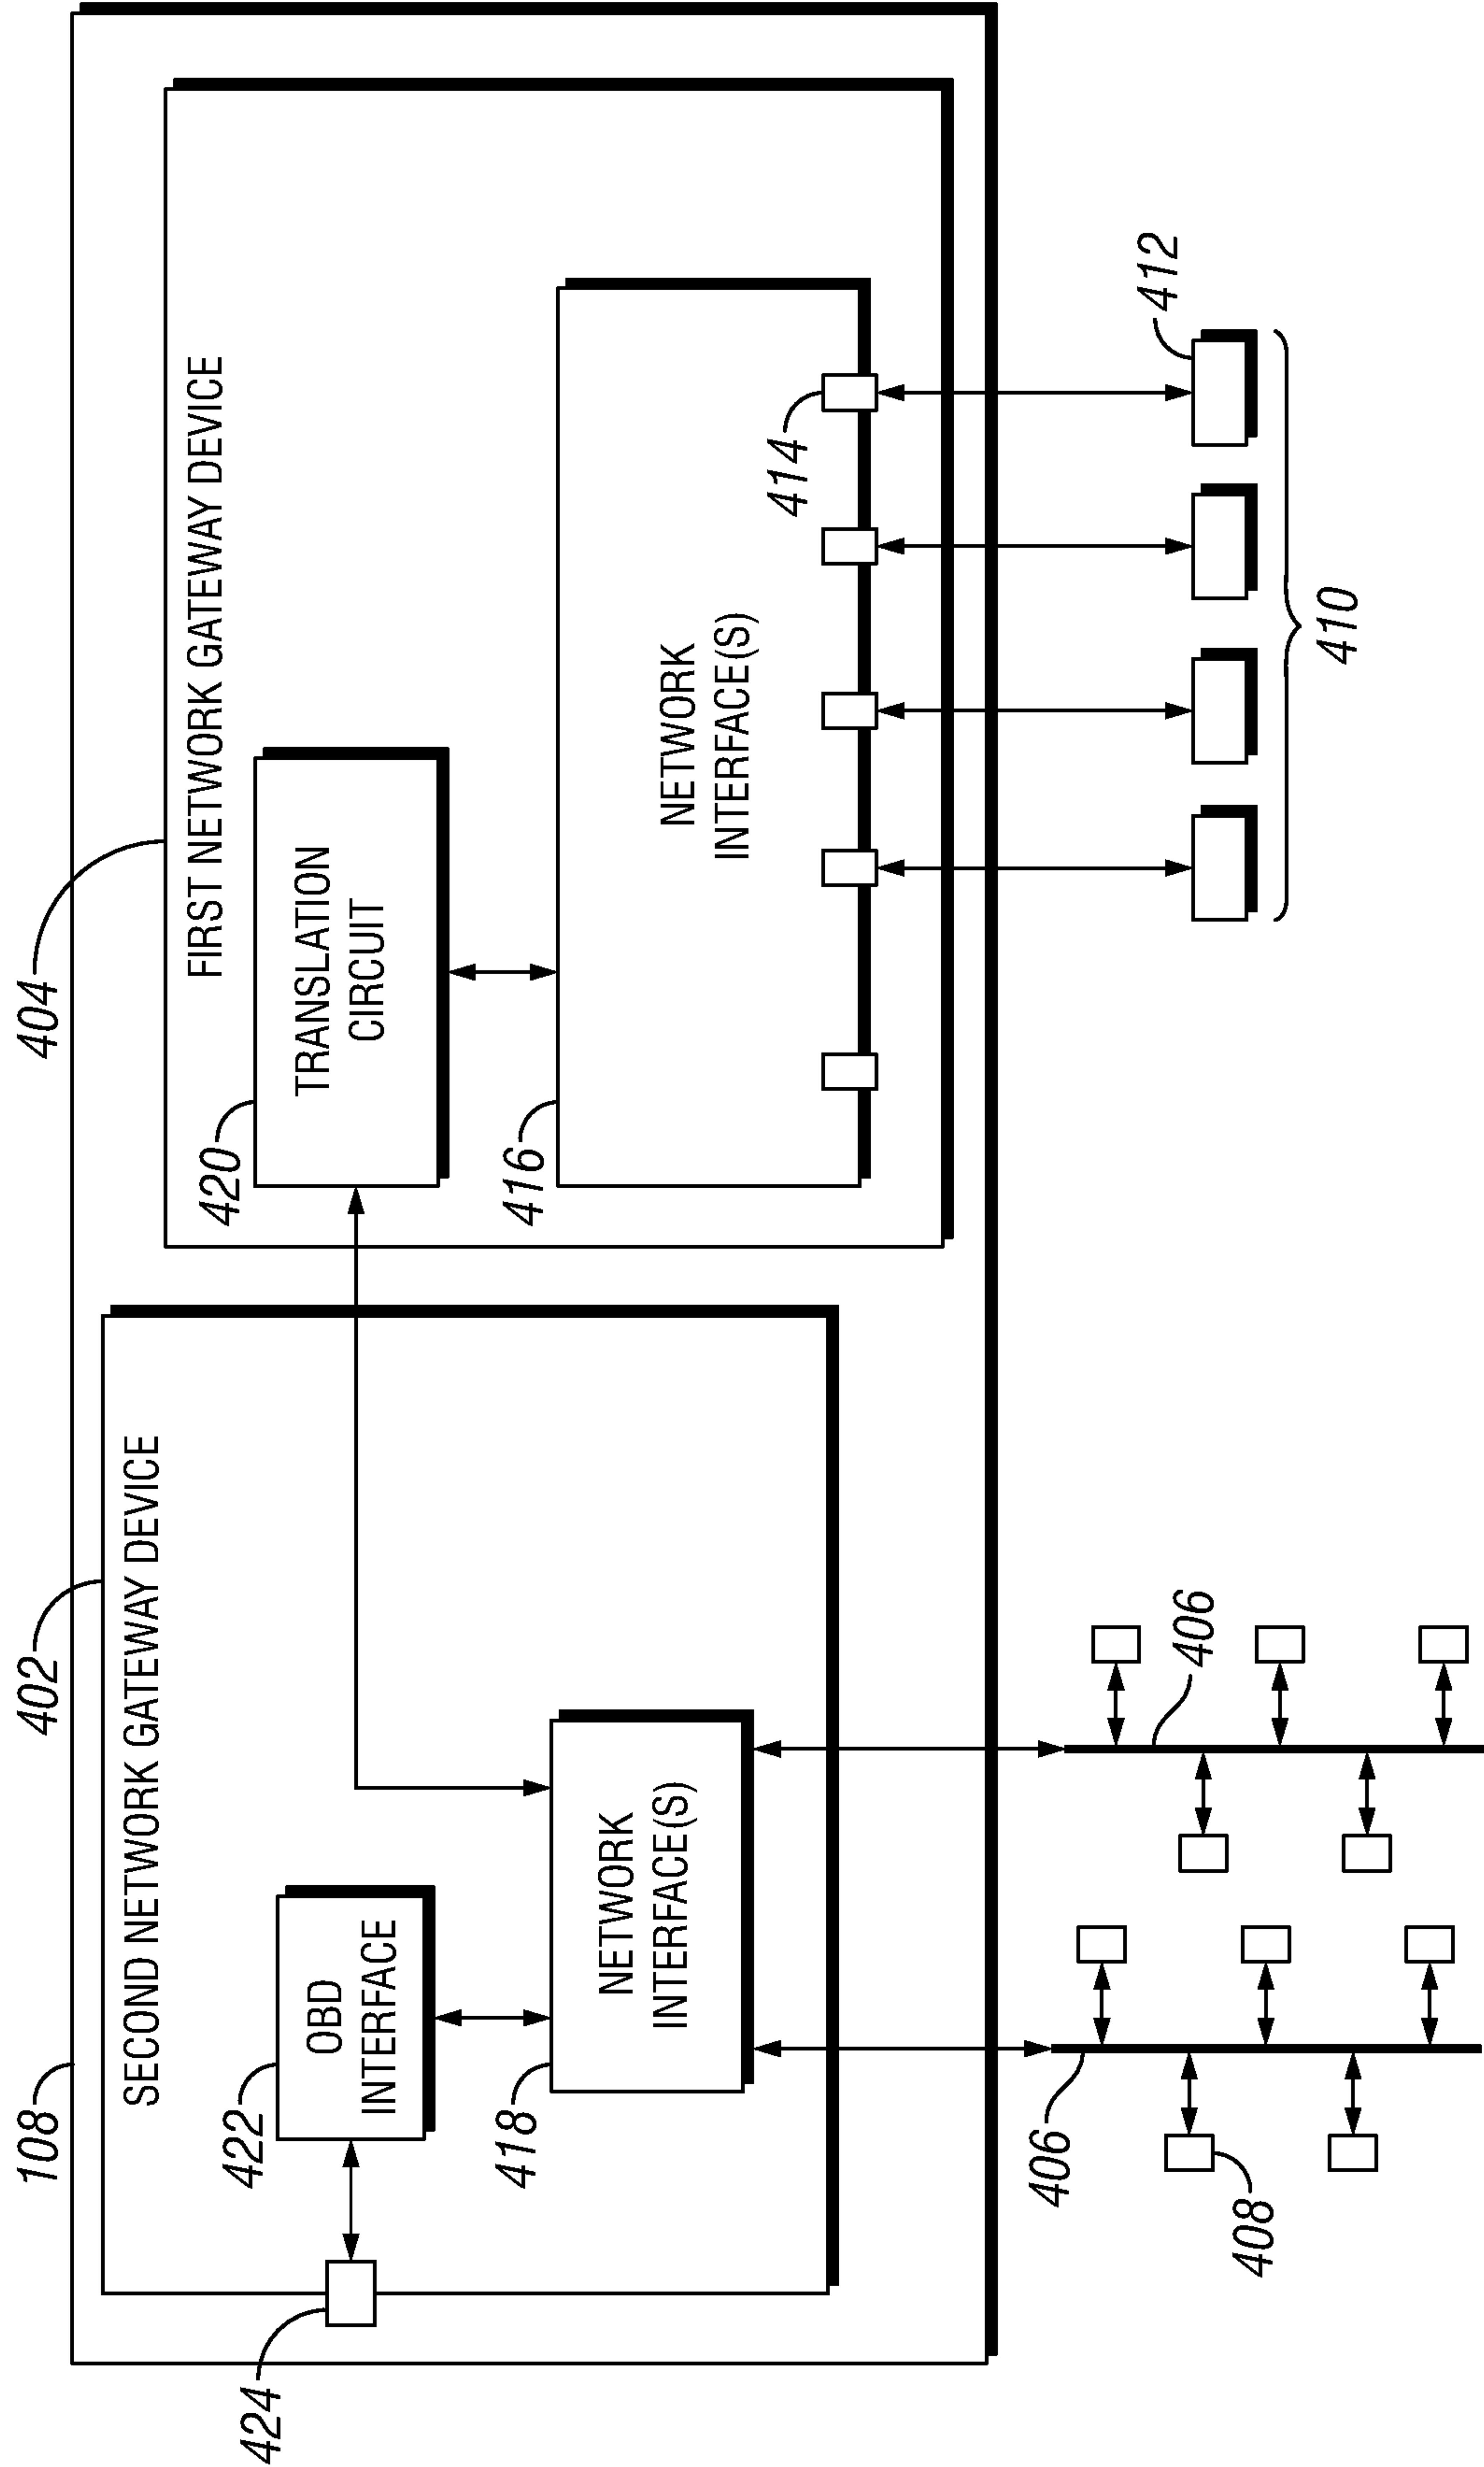 108
402
404
SECOND NETWORK GATEWAY DEVICE
FIRST NETWORK GATEWAY DEVICE
424
422
OBD
INTERFACE
420
TRANSLATION
CIRCUIT
418
NETWORK
INTERFACE(S)
416
NETWORK
INTERFACE(S)
414
406
408
406
412
410